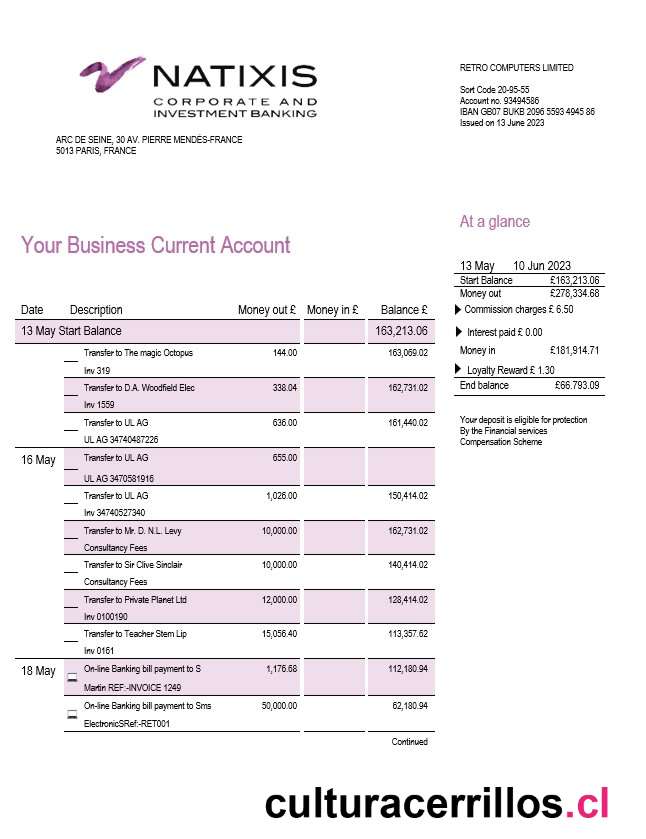 NATIXIS
CORPORATE AND
INVESTMENT BANKING
ARC DE SEINE, 30 AV. PIERRE MENDÈS-FRANCE
5013 PARIS, FRANCE
RETRO COMPUTERS LIMITED
Sort Code 20-95-55
Account no. 93494586
IBAN GB07 BUKB 2096 5593 4945 86
Issued on 13 June 2023
Your Business Current Account
At a glance
13 May 10 Jun 2023
Start Balance £163,213.06
Money out £278,334.68
Commission charges £ 6.50
Interest paid £ 0.00
Money in £181,914.71
Loyalty Reward £ 1.30
End balance £66.793.09
Your deposit is eligible for protection
By the Financial services
Compensation Scheme
Date Description Money out £ Money in £ Balance £
13 May Start Balance 163,213.06
Transfer to The magic Octopus 144.00 163,069.02
Inv 319
Transfer to D.A. Woodfield Elec 338.04 162,731.02
Inv 1559
Transfer to UL AG 636.00 161,440.02
UL AG 34740487226
16 May Transfer to UL AG 655.00
UL AG 3470581916
Transfer to UL AG 1,026.00 150,414.02
Inv 34740527340
Transfer to Mr. D. N.L. Levy 10,000.00 162,731.02
Consultancy Fees
Transfer to Sir Clive Sinclair 10,000.00 140,414.02
Consultancy Fees
Transfer to Private Planet Ltd 12,000.00 128,414.02
Inv 0100190
Transfer to Teacher Stem Lip 15,056.40 113,357.62
Inv 0161
18 May On-line Banking bill payment to S 1,176.68 112,180.94
Martin REF:-INVOICE 1249
On-line Banking bill payment to Sms 50,000.00 62,180.94
ElectronicSRef:-RET001
Continued
culturacerrillos.cl